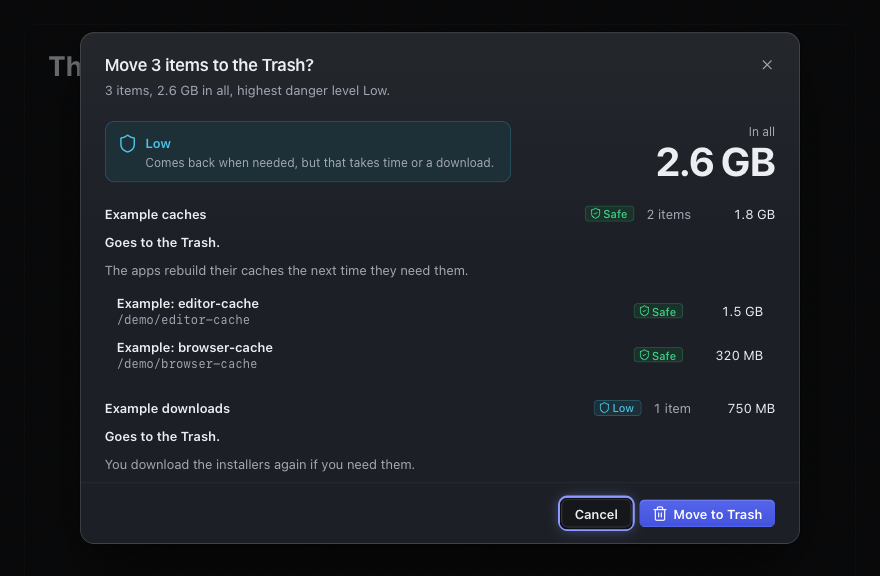 Th
Move 3 items to the Trash?
3 items, 2.6 GB in all, highest danger level Low.
Low
Comes back when needed, but that takes time or a download.
In all
2.6 GB
Example caches Safe 2 items 1.8 GB
Goes to the Trash.
The apps rebuild their caches the next time they need them.
Example: editor-cache Safe 1.5 GB
/demo/editor-cache
Example: browser-cache Safe 320 MB
/demo/browser-cache
Example downloads Low 1 item 750 MB
Goes to the Trash.
You download the installers again if you need them.
Cancel Move to Trash